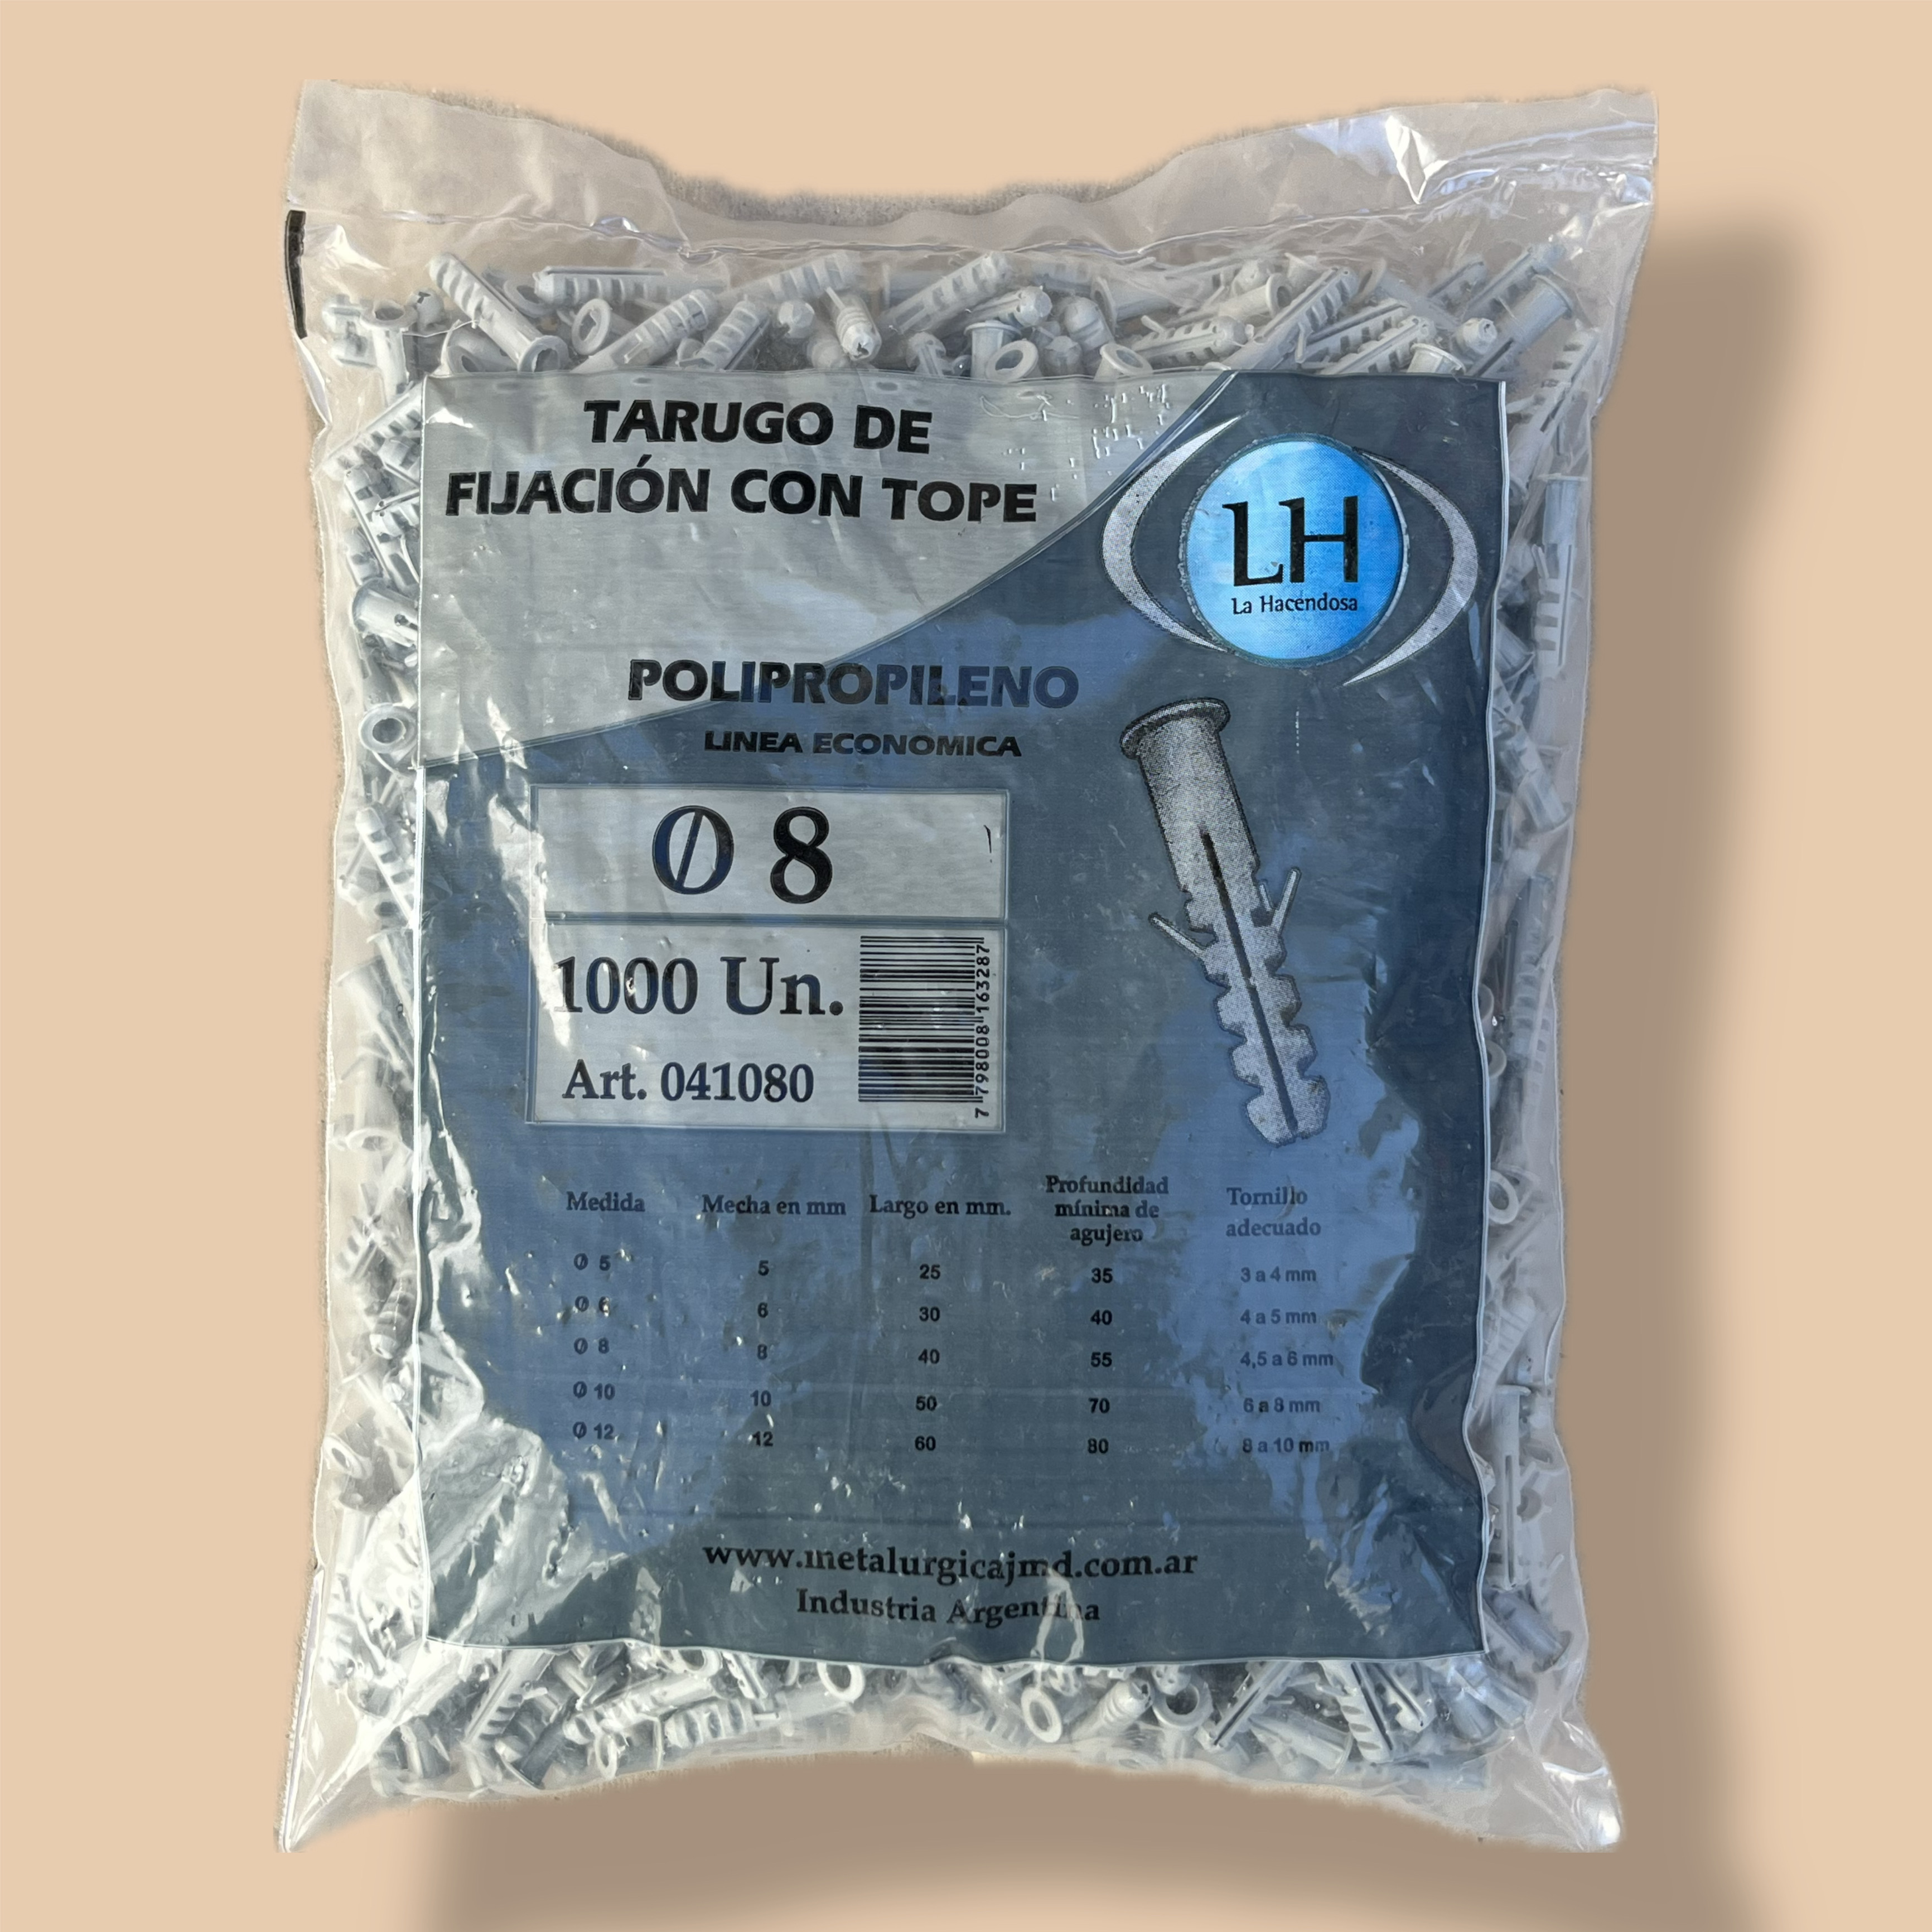 TARUGO DE
FIJACIÓN CON TOPE
LH
La Hacendosa
POLIPROPILENO
LINEA ECONOMICA
Ø 8
1000 Un.
Art. 041080
7 798008 163287
Medida Mecha en mm Largo en mm. Profundidad mínima de agujero Tornillo adecuado
Ø 5 5 25 35 3 a 4 mm
Ø 6 6 30 40 4 a 5 mm
Ø 8 8 40 55 4,5 a 6 mm
Ø 10 10 50 70 6 a 8 mm
Ø 12 12 60 80 8 a 10 mm
www.metalurgicajmd.com.ar
Industria Argentina